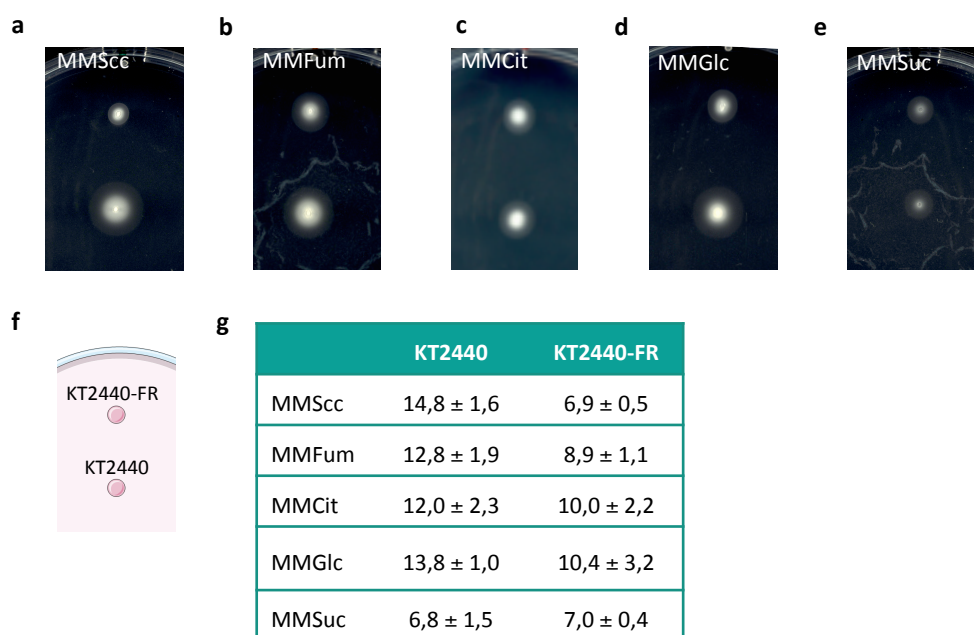 a b c d e
MMScc MMFum MMCit MMGlc MMSuc
f g
KT2440-FR
KT2440
KT2440 KT2440-FR
MMScc 14,8 ± 1,6 6,9 ± 0,5
MMFum 12,8 ± 1,9 8,9 ± 1,1
MMCit 12,0 ± 2,3 10,0 ± 2,2
MMGlc 13,8 ± 1,0 10,4 ± 3,2
MMSuc 6,8 ± 1,5 7,0 ± 0,4